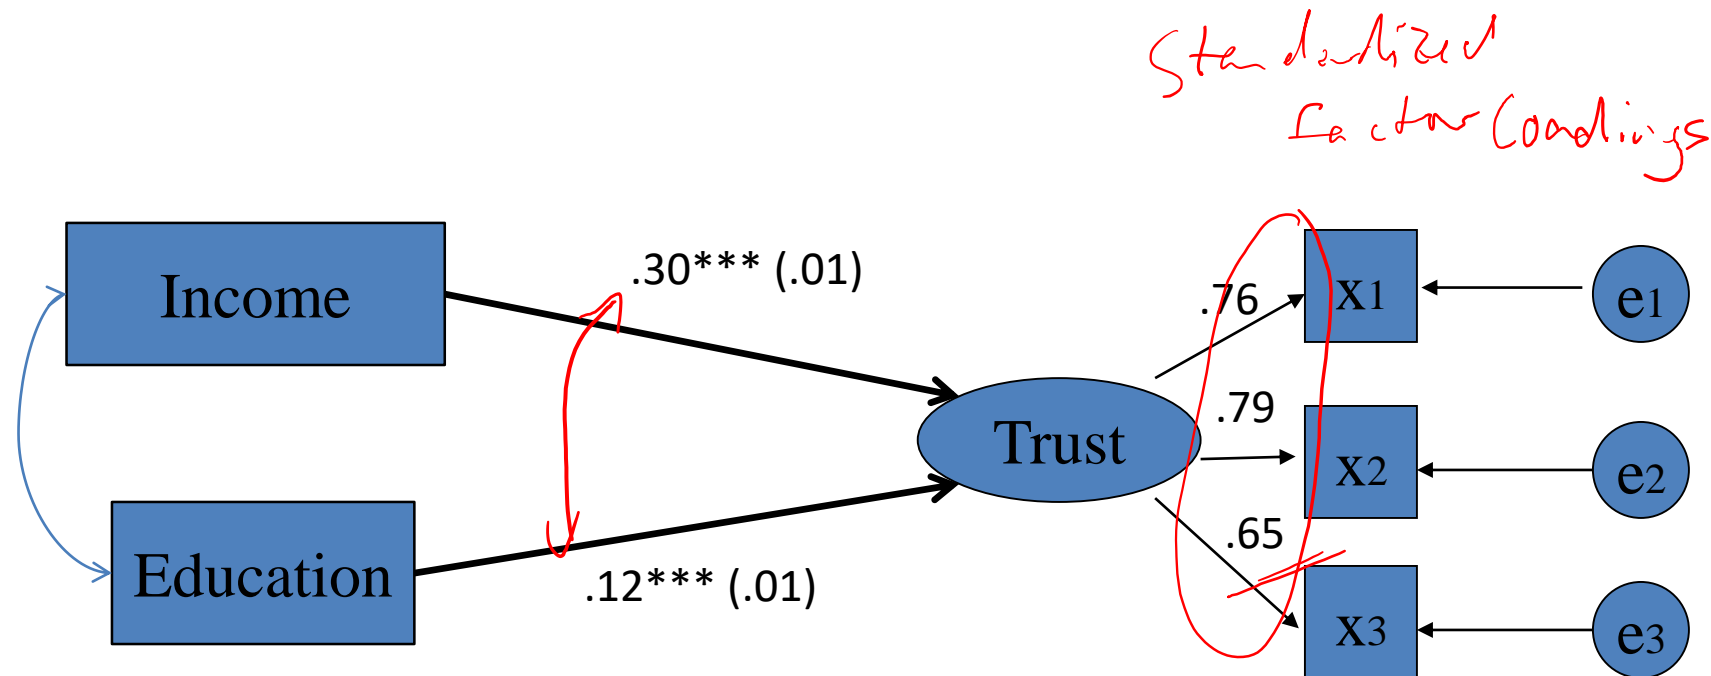 Standardized
factor loadings
Income
.30*** (.01)
.76
x1
e1
Trust
.79
x2
e2
Education
.12*** (.01)
.65
x3
e3